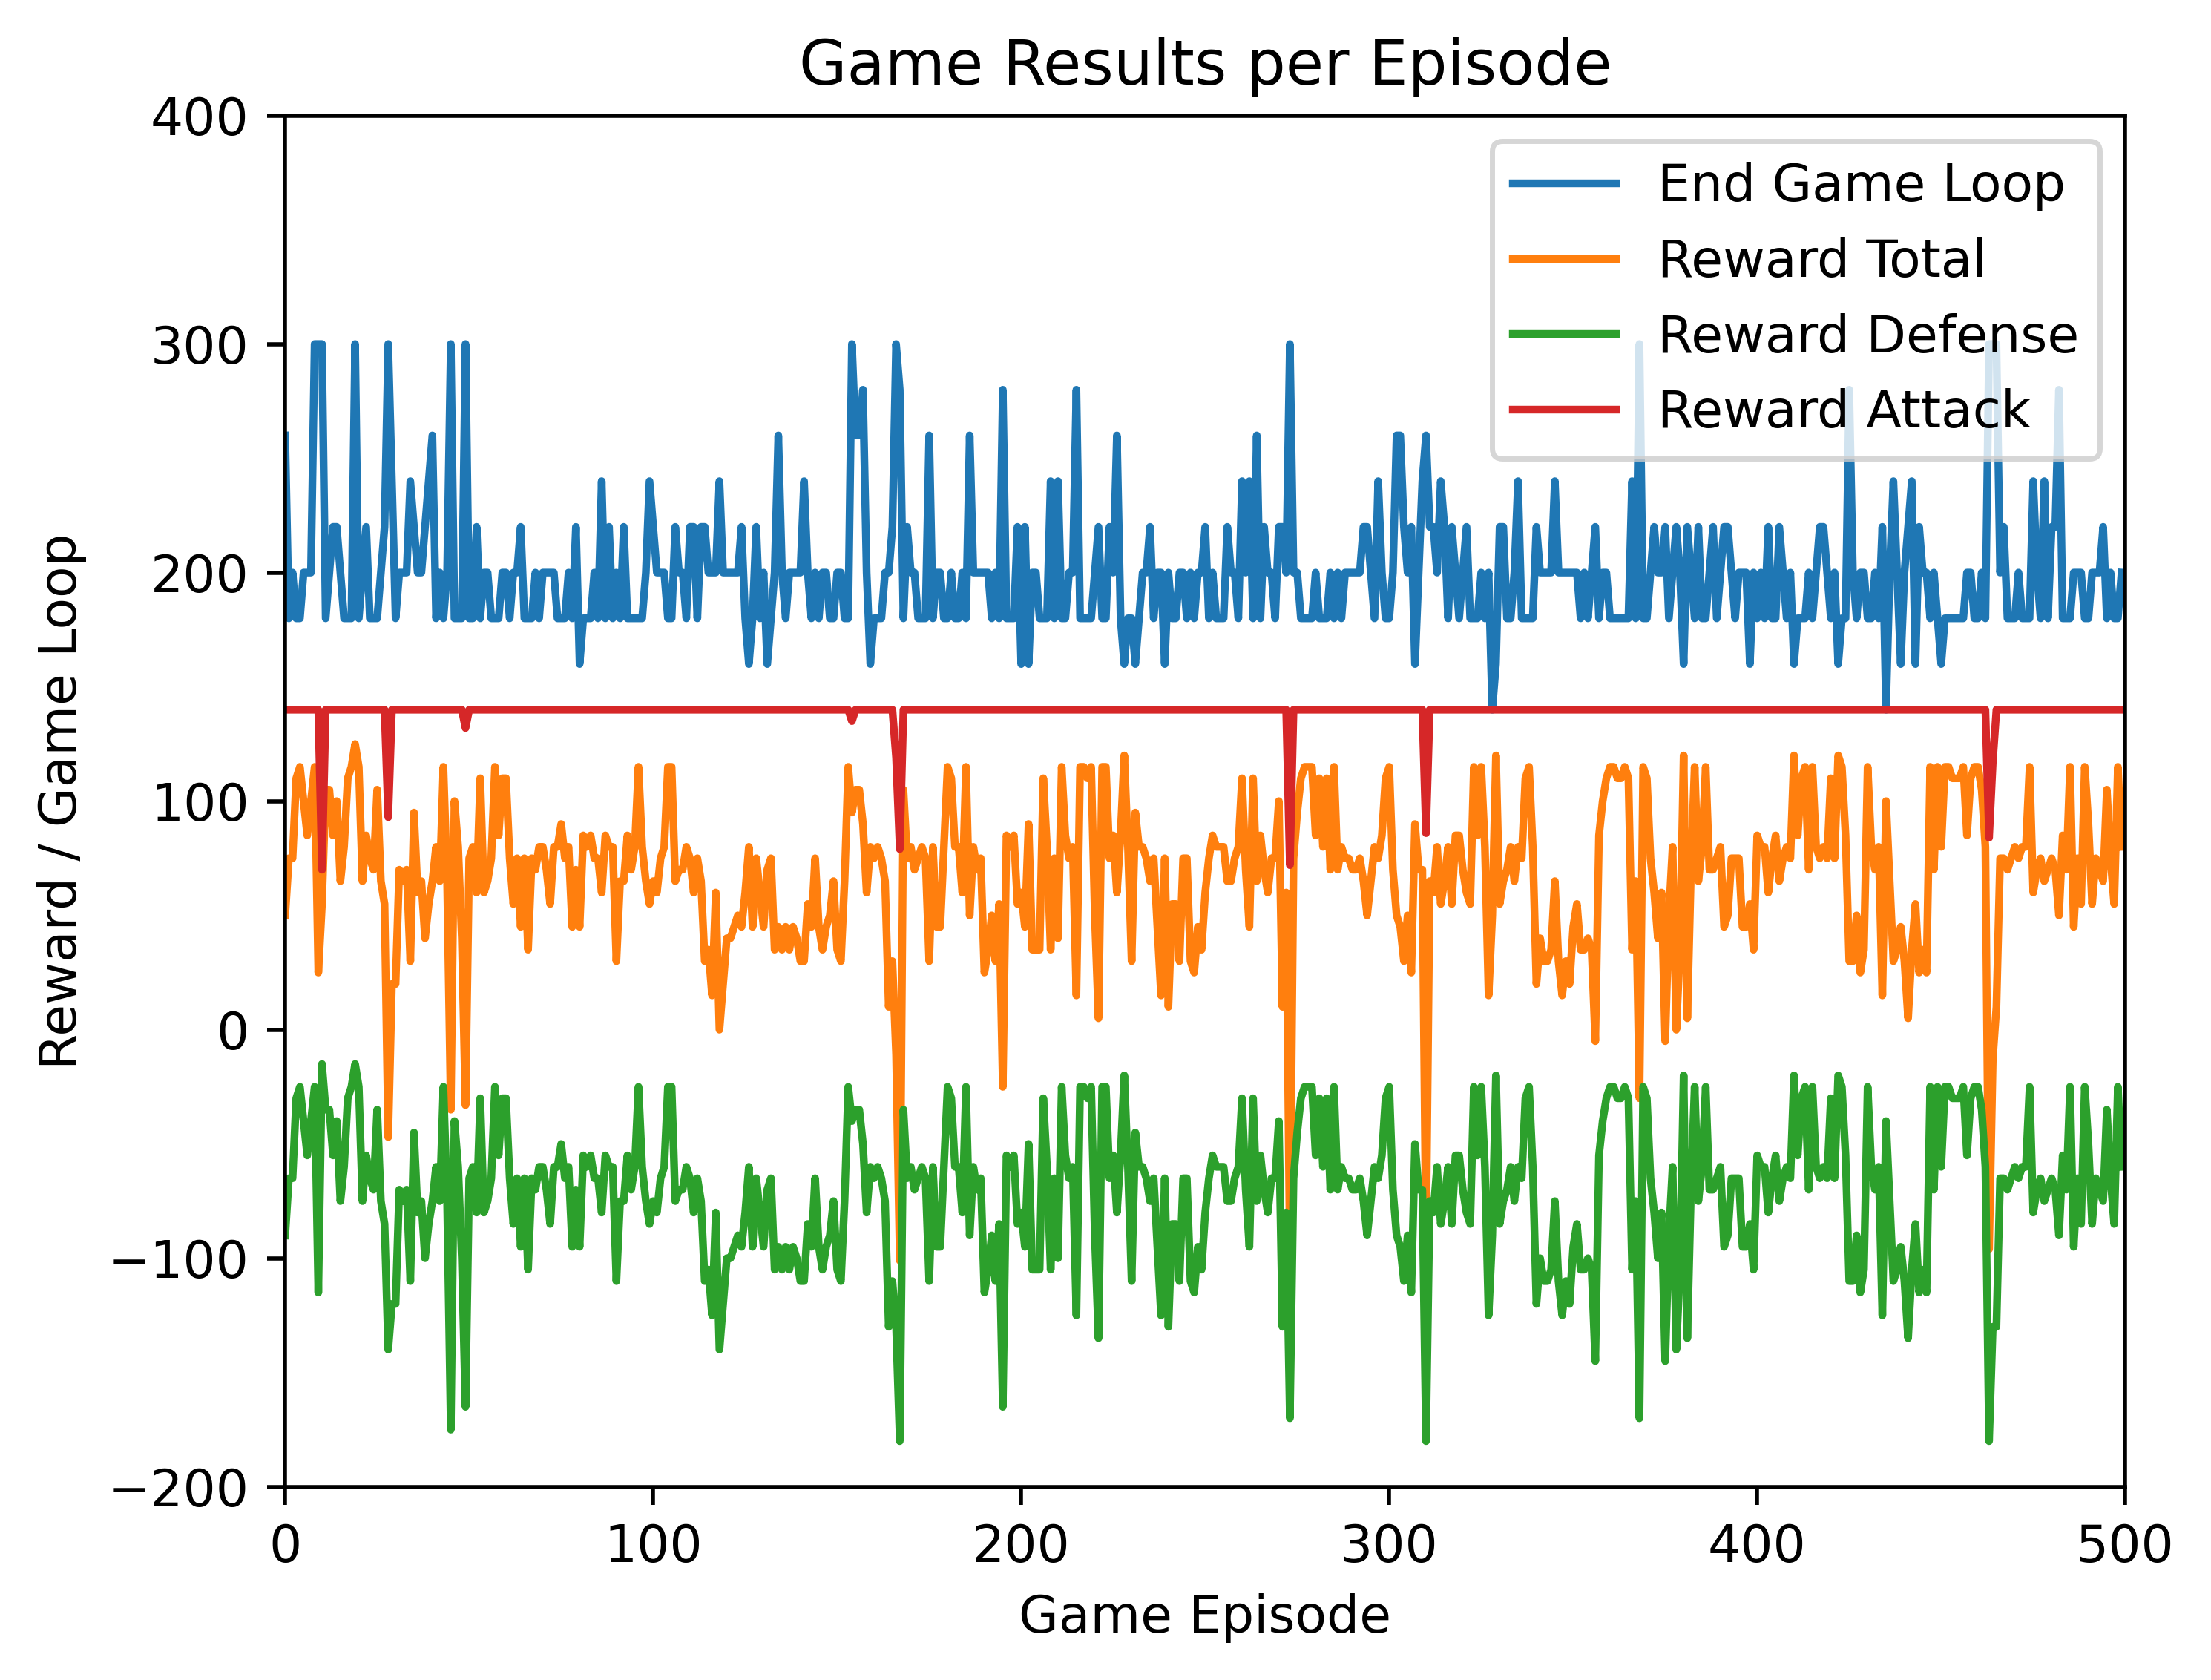 Game Results per Episode
400
300
200
100
0
−100
−200
Reward / Game Loop
End Game Loop
Reward Total
Reward Defense
Reward Attack
0 100 200 300 400 500
Game Episode